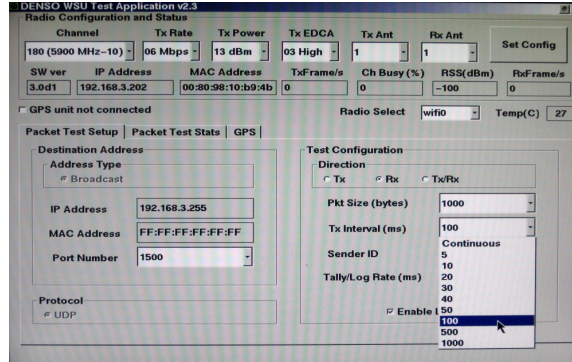 DENSO WSU Test Application v2.3
Radio Configuration and Status
Channel Tx Rate Tx Power Tx EDCA Tx Ant Rx Ant
180 (5900 MHz-10) 06 Mbps 13 dBm 03 High 1 1 Set Config
SW ver IP Address MAC Address TxFrame/s Ch Busy (%) RSS(dBm) RxFrame/s
3.0d1 192.168.3.202 00:80:98:10:b9:4b 0 0 -100 0
GPS unit not connected Radio Select wifi0 Temp(C) 27
Packet Test Setup Packet Test Stats GPS
Destination Address Test Configuration
Address Type Direction
Broadcast Tx Rx Tx/Rx
IP Address 192.168.3.255 Pkt Size (bytes) 1000
MAC Address FF:FF:FF:FF:FF:FF Tx Interval (ms) 100
Port Number 1500 Sender ID
Continuous
5
10
20
30
40
50
100
500
1000
Tally/Log Rate (ms)
Protocol
UDP Enable